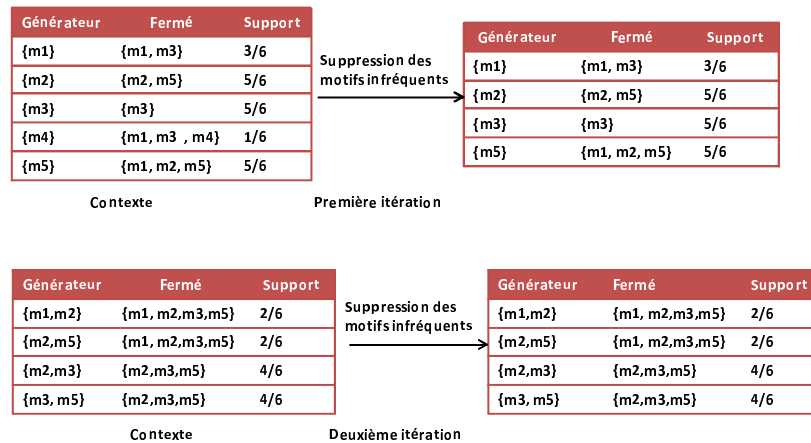 Générateur Fermé Support
{m1} {m1, m3} 3/6
{m2} {m2, m5} 5/6
{m3} {m3} 5/6
{m4} {m1, m3 , m4} 1/6
{m5} {m1, m2, m5} 5/6
Contexte
Suppression des
motifs infréquents
Première itération
Générateur Fermé Support
{m1} {m1, m3} 3/6
{m2} {m2, m5} 5/6
{m3} {m3} 5/6
{m5} {m1, m2, m5} 5/6
Générateur Fermé Support
{m1,m2} {m1, m2,m3,m5} 2/6
{m2,m5} {m1, m2,m3,m5} 2/6
{m2,m3} {m2,m3,m5} 4/6
{m3, m5} {m2,m3,m5} 4/6
Contexte
Suppression des
motifs infréquents
Deuxième itération
Générateur Fermé Support
{m1,m2} {m1, m2,m3,m5} 2/6
{m2,m5} {m1, m2,m3,m5} 2/6
{m2,m3} {m2,m3,m5} 4/6
{m3, m5} {m2,m3,m5} 4/6